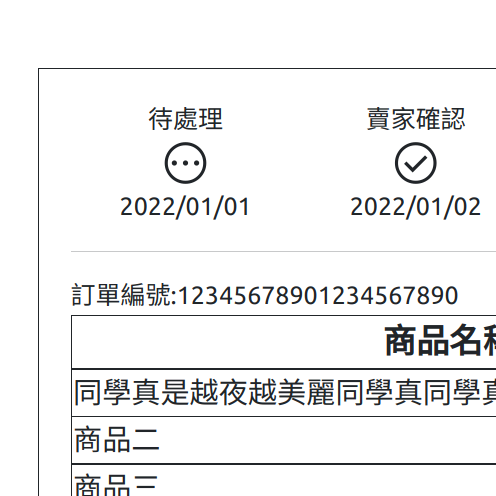 待處理 賣家確認
2022/01/01 2022/01/02
訂單編號:12345678901234567890
商品名稱
同學真是越夜越美麗同學真同學真
商品二
商品三